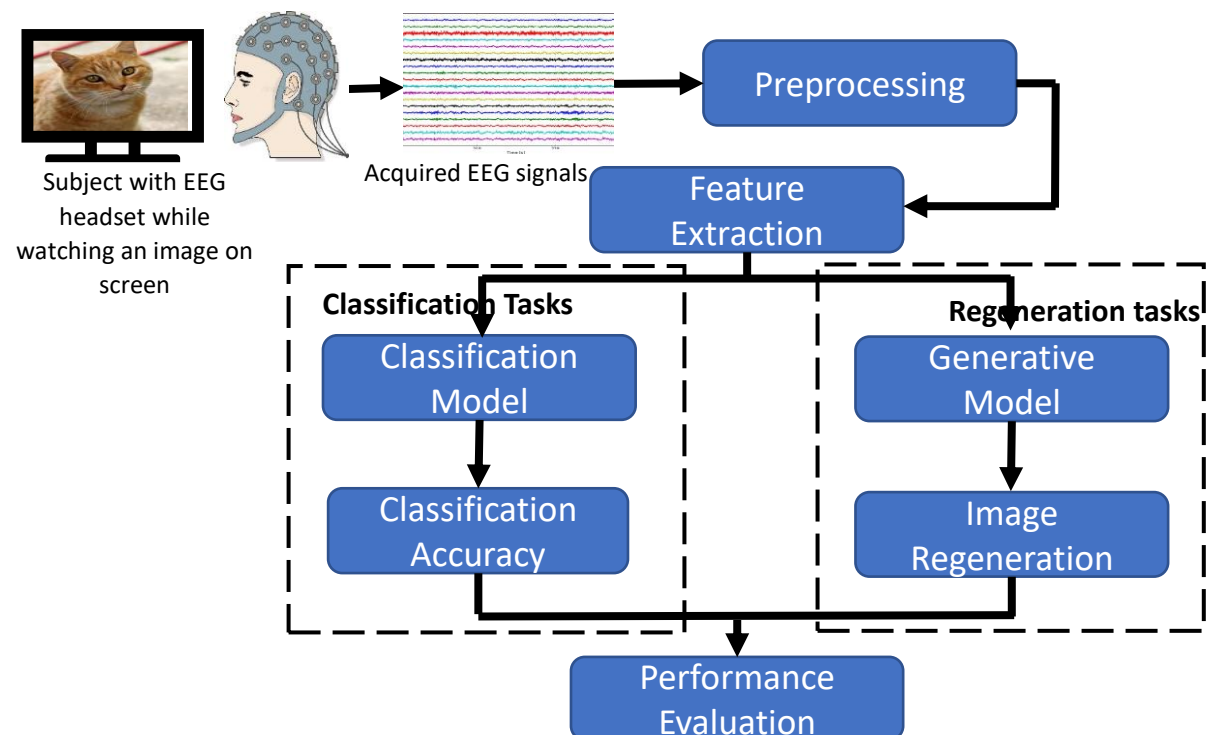 Preprocessing
Acquired EEG signals
Subject with EEG
headset while
watching an image on
screen
Feature
Extraction
Classification Tasks
Regeneration tasks
Classification
Model
Generative
Model
Classification
Accuracy
Image
Regeneration
Performance
Evaluation